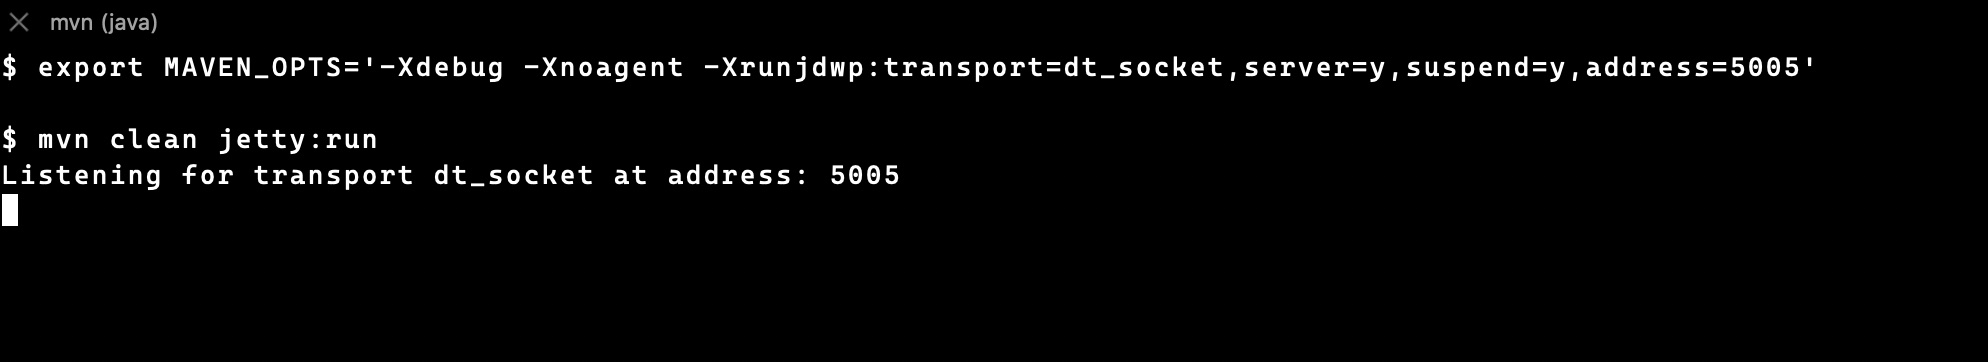 mvn (java)
$ export MAVEN_OPTS='-Xdebug -Xnoagent -Xrunjdwp:transport=dt_socket,server=y,suspend=y,address=5005'
$ mvn clean jetty:run
Listening for transport dt_socket at address: 5005